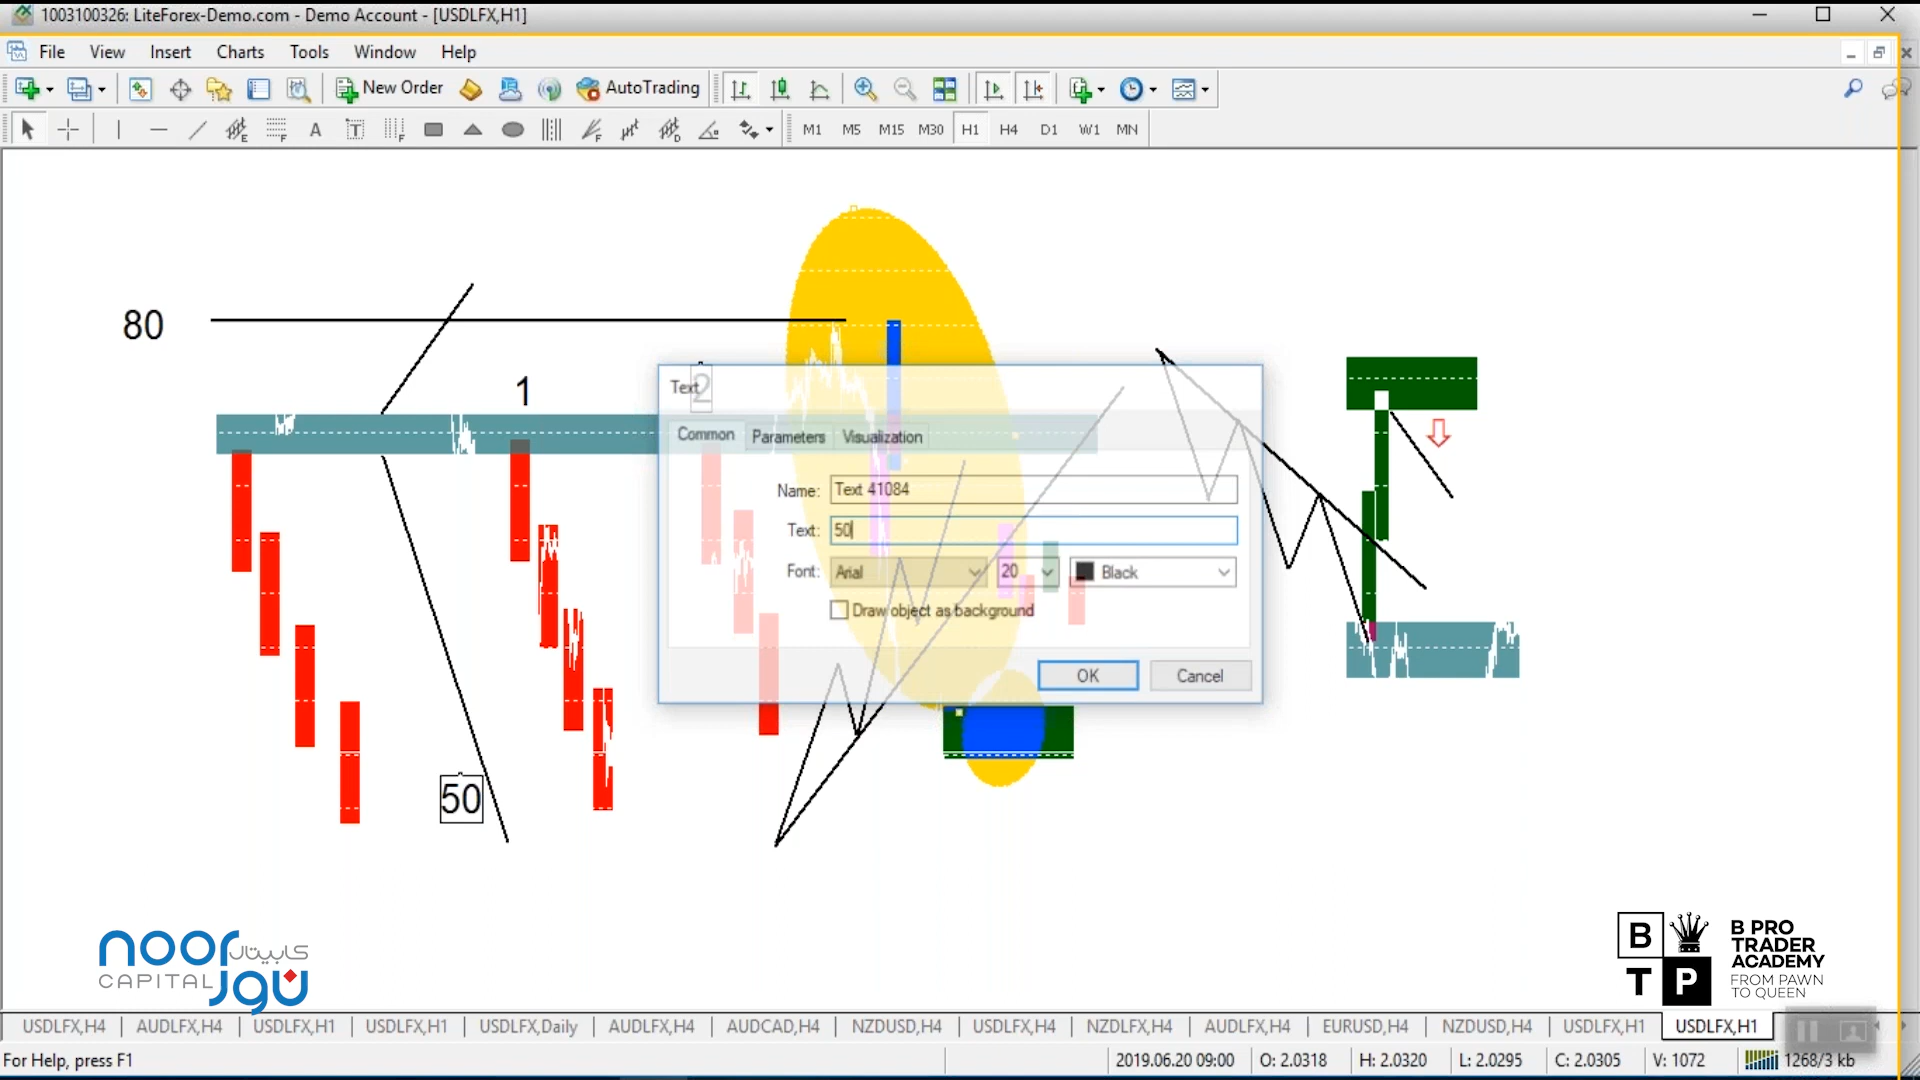 1003100326: LiteForex-Demo.com - Demo Account - [USDLFX,H1]
File View Insert Charts Tools Window Help
New Order AutoTrading
A T E F F D M1 M5 M15 M30 H1 H4 D1 W1 MN
80
1
Text
2
Common Parameters Visualization
Name: Text 41084
Text: 50
Font: Arial 20 Black
Draw object as background
OK Cancel
50
noor كابيتال
CAPITAL نور
B
T P
B PRO
TRADER
ACADEMY
FROM PAWN
TO QUEEN
USDLFX,H4 AUDLFX,H4 USDLFX,H1 USDLFX,H1 USDLFX,Daily AUDLFX,H4 AUDCAD,H4 NZDUSD,H4 USDLFX,H4 NZDLFX,H4 AUDLFX,H4 EURUSD,H4 NZDUSD,H4 USDLFX,H1 USDLFX,H1
For Help, press F1 2019.06.20 09:00 O: 2.0318 H: 2.0320 L: 2.0295 C: 2.0305 V: 1072 1268/3 kb